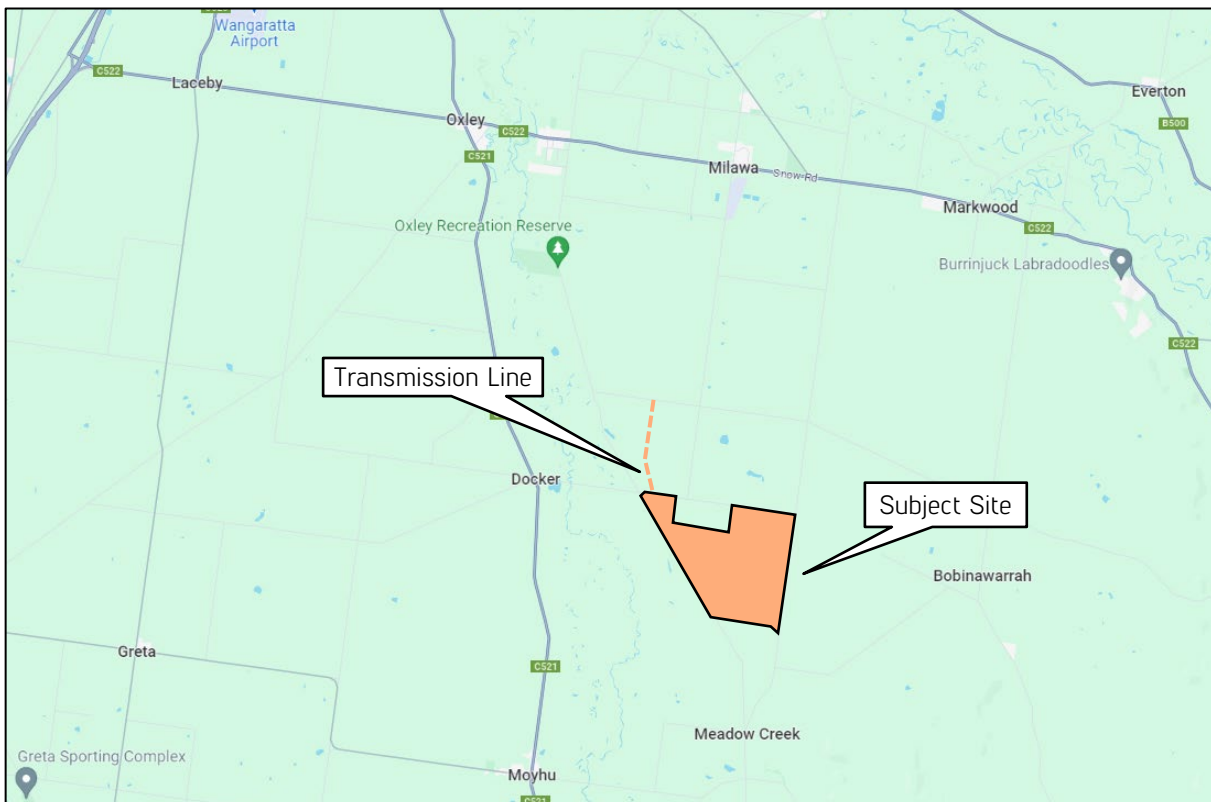 Wangaratta
Airport
C522
Laceby
Everton
Oxley
C522
B500
C521
Milawa
Snow Rd
Markwood
Oxley Recreation Reserve
C522
Burrinjuck Labradoodles
C522
Transmission Line
Docker
Subject Site
Bobinawarrah
Greta
C521
Meadow Creek
Greta Sporting Complex
Moyhu
C521